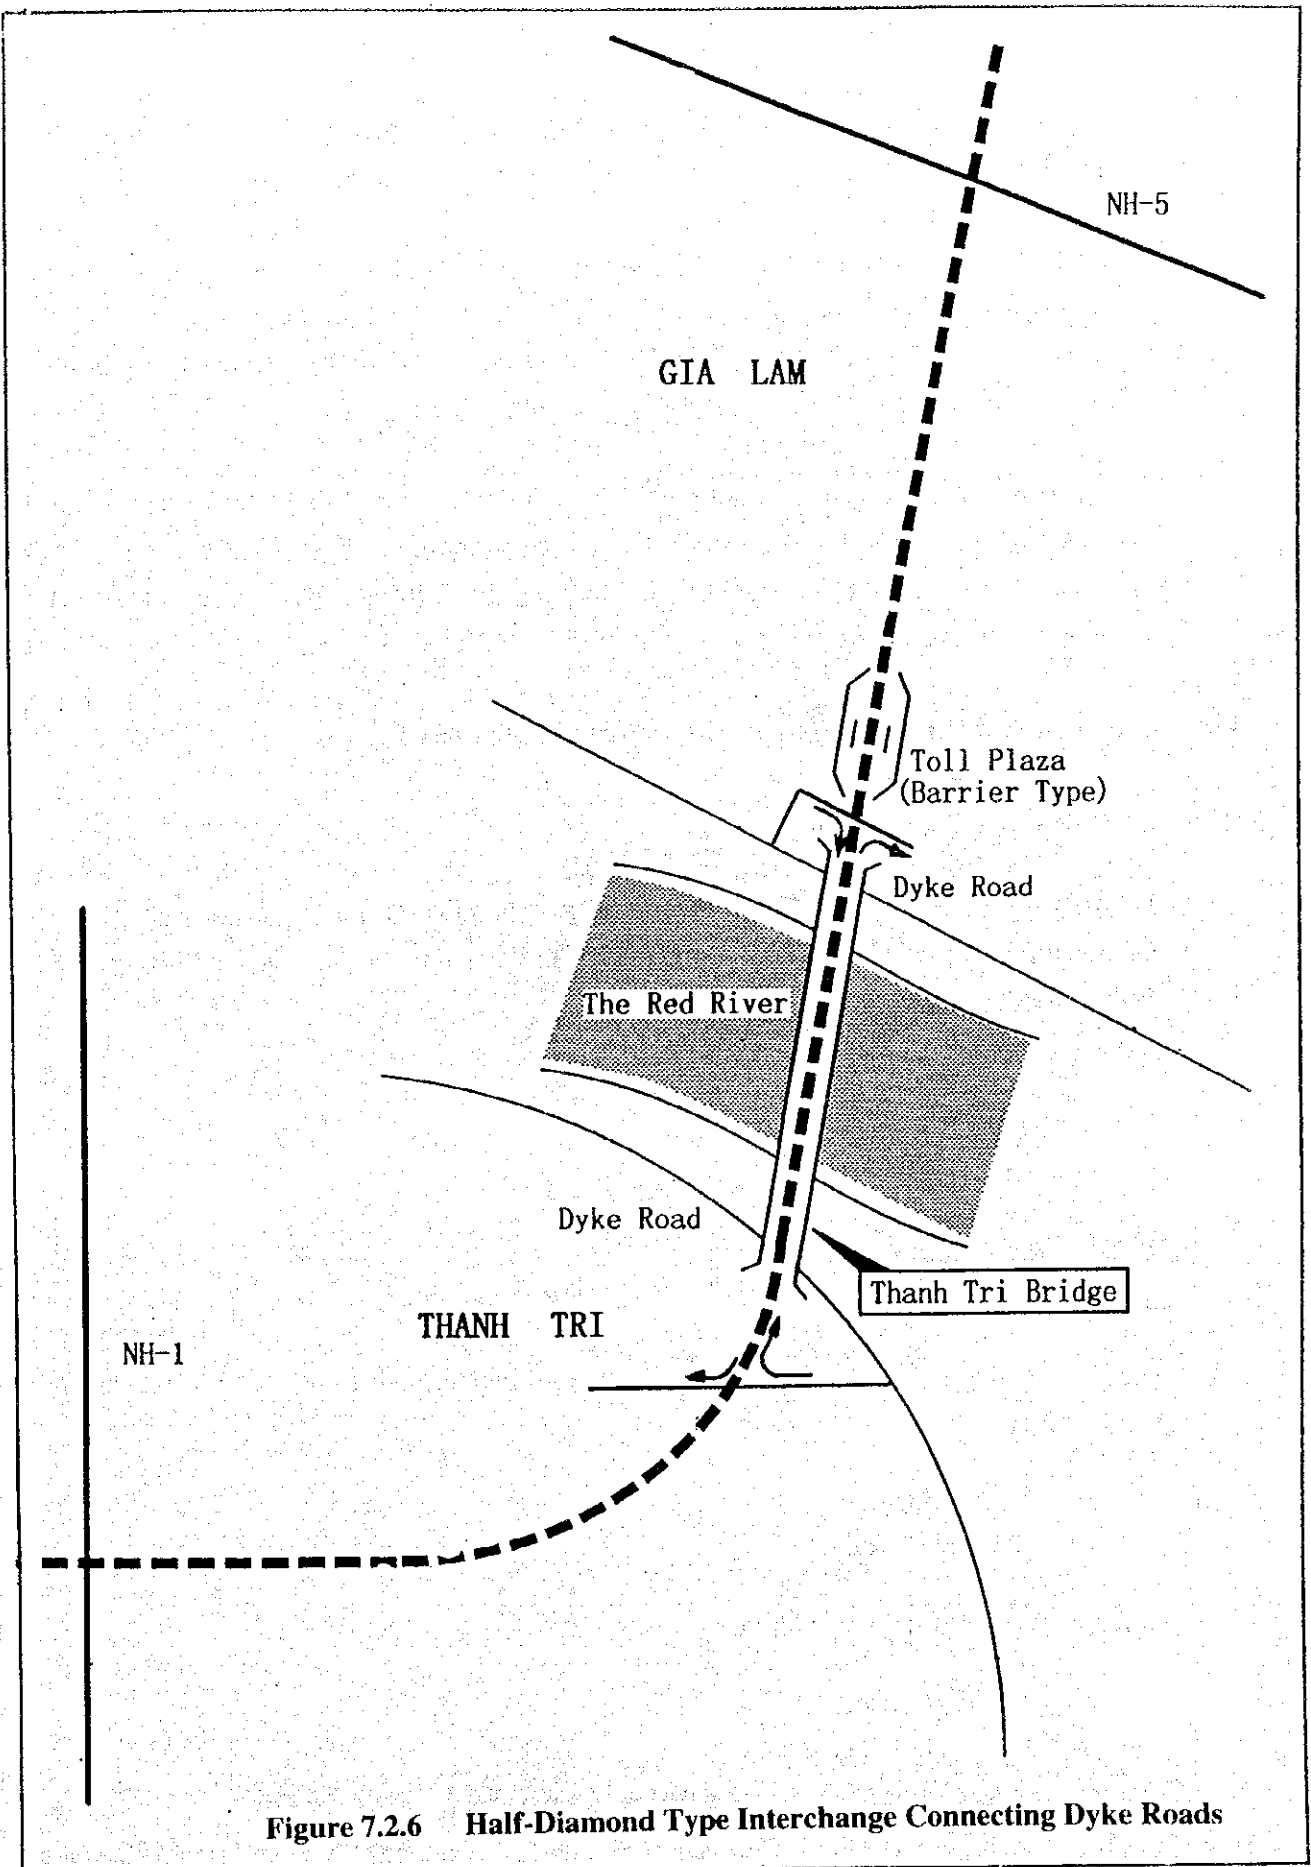 NH-5
GIA LAM
Toll Plaza
(Barrier Type)
Dyke Road
The Red River
Dyke Road
Thanh Tri Bridge
THANH TRI
NH-1
Figure 7.2.6 Half-Diamond Type Interchange Connecting Dyke Roads